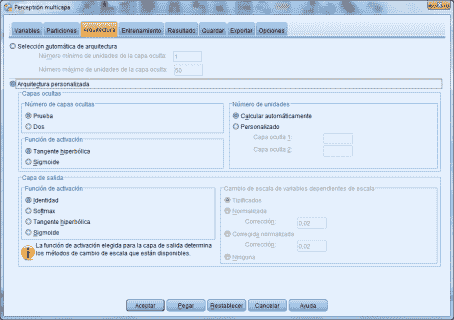 Perceptrón multicapa
Variables Particiones Arquitectura Entrenamiento Resultado Guardar Exportar Opciones
Selección automática de arquitectura
Número mínimo de unidades de la capa oculta: 1
Número máximo de unidades de la capa oculta: 50
Arquitectura personalizada
Capas ocultas
Número de capas ocultas
Prueba
Dos
Función de activación
Tangente hiperbólica
Sigmoide
Número de unidades
Calcular automáticamente
Personalizado
Capa oculta 1:
Capa oculta 2:
Capa de salida
Función de activación
Identidad
Softmax
Tangente hiperbólica
Sigmoide
La función de activación elegida para la capa de salida determina
los métodos de cambio de escala que están disponibles.
Cambio de escala de variables dependientes de escala
Tipificados
Normalizada
Corrección: 0,02
Corregida normalizada
Corrección: 0,02
Ninguna
Aceptar Pegar Restablecer Cancelar Ayuda